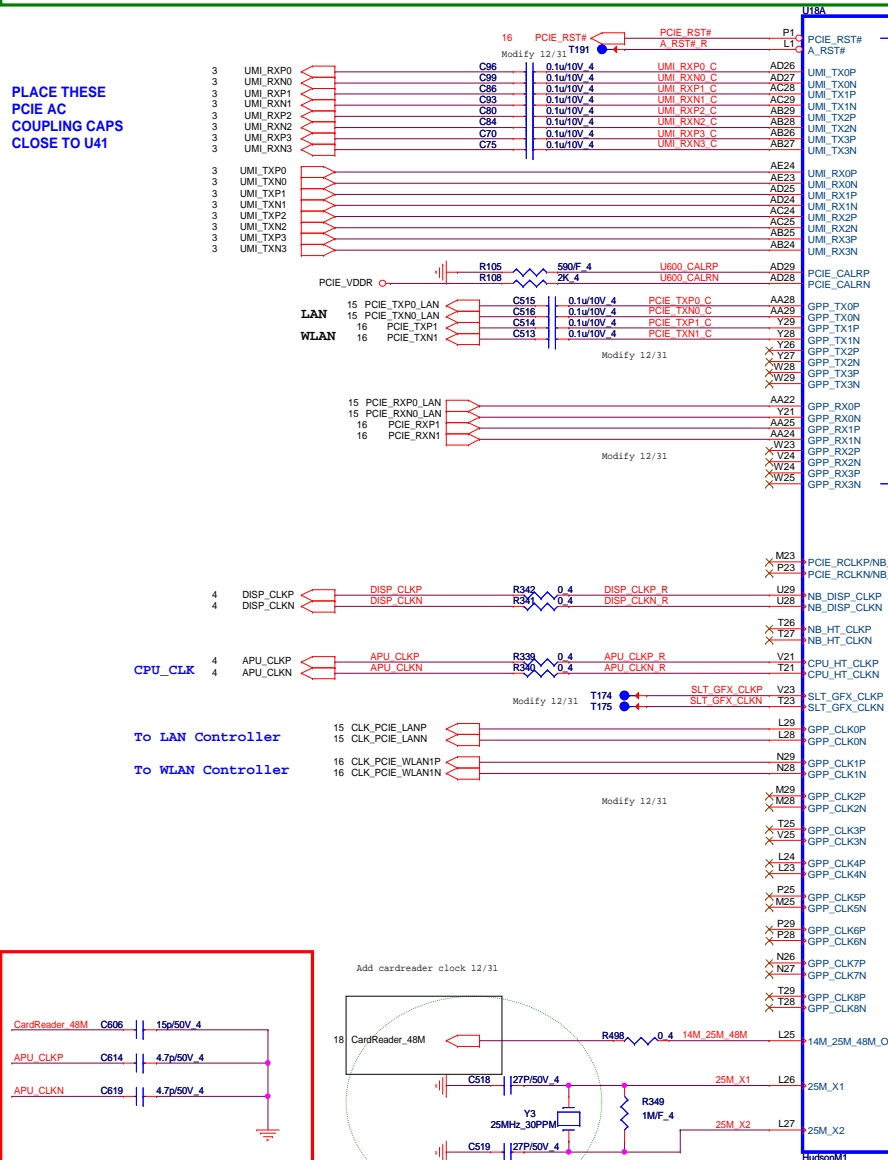 U18A
16 PCIE_RST# PCIE_RST# P1 PCIE_RST#
Modify 12/31 T191 A_RST#_R L1 A_RST#
PLACE THESE
PCIE AC
COUPLING CAPS
CLOSE TO U41
3 UMI_RXP0 C96 0.1u/10V_4 UMI_RXP0_C AD26 UMI_TX0P
3 UMI_RXN0 C99 0.1u/10V_4 UMI_RXN0_C AD27 UMI_TX0N
3 UMI_RXP1 C86 0.1u/10V_4 UMI_RXP1_C AC28 UMI_TX1P
3 UMI_RXN1 C93 0.1u/10V_4 UMI_RXN1_C AC29 UMI_TX1N
3 UMI_RXP2 C80 0.1u/10V_4 UMI_RXP2_C AB29 UMI_TX2P
3 UMI_RXN2 C84 0.1u/10V_4 UMI_RXN2_C AB28 UMI_TX2N
3 UMI_RXP3 C70 0.1u/10V_4 UMI_RXP3_C AB26 UMI_TX3P
3 UMI_RXN3 C75 0.1u/10V_4 UMI_RXN3_C AB27 UMI_TX3N
3 UMI_TXP0 AE24 UMI_RX0P
3 UMI_TXN0 AE23 UMI_RX0N
3 UMI_TXP1 AD25 UMI_RX1P
3 UMI_TXN1 AD24 UMI_RX1N
3 UMI_TXP2 AC24 UMI_RX2P
3 UMI_TXN2 AC25 UMI_RX2N
3 UMI_TXP3 AB25 UMI_RX3P
3 UMI_TXN3 AB24 UMI_RX3N
R105 590/F_4 U600_CALRP AD29 PCIE_CALRP
PCIE_VDDR R108 2K_4 U600_CALRN AD28 PCIE_CALRN
LAN
WLAN
15 PCIE_TXP0_LAN C515 0.1u/10V_4 PCIE_TXP0_C AA28 GPP_TX0P
15 PCIE_TXN0_LAN C516 0.1u/10V_4 PCIE_TXN0_C AA29 GPP_TX0N
16 PCIE_TXP1 C514 0.1u/10V_4 PCIE_TXP1_C Y29 GPP_TX1P
16 PCIE_TXN1 C513 0.1u/10V_4 PCIE_TXN1_C Y28 GPP_TX1N
Y26 GPP_TX2P
Modify 12/31 Y27 GPP_TX2N
W28 GPP_TX3P
W29 GPP_TX3N
15 PCIE_RXP0_LAN AA22 GPP_RX0P
15 PCIE_RXN0_LAN Y21 GPP_RX0N
16 PCIE_RXP1 AA25 GPP_RX1P
16 PCIE_RXN1 AA24 GPP_RX1N
W23 GPP_RX2P
Modify 12/31 V24 GPP_RX2N
W24 GPP_RX3P
W25 GPP_RX3N
M23 PCIE_RCLKP/NB_
P23 PCIE_RCLKN/NB_
4 DISP_CLKP DISP_CLKP R342 0_4 DISP_CLKP_R U29 NB_DISP_CLKP
4 DISP_CLKN DISP_CLKN R341 0_4 DISP_CLKN_R U28 NB_DISP_CLKN
T26 NB_HT_CLKP
T27 NB_HT_CLKN
CPU_CLK
4 APU_CLKP APU_CLKP R339 0_4 APU_CLKP_R V21 CPU_HT_CLKP
4 APU_CLKN APU_CLKN R340 0_4 APU_CLKN_R T21 CPU_HT_CLKN
Modify 12/31 T174 SLT_GFX_CLKP V23 SLT_GFX_CLKP
T175 SLT_GFX_CLKN T23 SLT_GFX_CLKN
To LAN Controller
15 CLK_PCIE_LANP L29 GPP_CLK0P
15 CLK_PCIE_LANN L28 GPP_CLK0N
To WLAN Controller
16 CLK_PCIE_WLAN1P N29 GPP_CLK1P
16 CLK_PCIE_WLAN1N N28 GPP_CLK1N
M29 GPP_CLK2P
Modify 12/31 M28 GPP_CLK2N
T25 GPP_CLK3P
V25 GPP_CLK3N
L24 GPP_CLK4P
L23 GPP_CLK4N
P25 GPP_CLK5P
M25 GPP_CLK5N
P29 GPP_CLK6P
P28 GPP_CLK6N
N26 GPP_CLK7P
N27 GPP_CLK7N
T29 GPP_CLK8P
T28 GPP_CLK8N
Add cardreader clock 12/31
18 CardReader_48M R498 0_4 14M_25M_48M L25 14M_25M_48M_O
CardReader_48M C606 15p/50V_4
APU_CLKP C614 4.7p/50V_4
APU_CLKN C619 4.7p/50V_4
C518 27P/50V_4 25M_X1 L26 25M_X1
Y3
25MHz_30PPM
R349
1M/F_4
25M_X2 L27 25M_X2
C519 27P/50V_4
HudsonM1